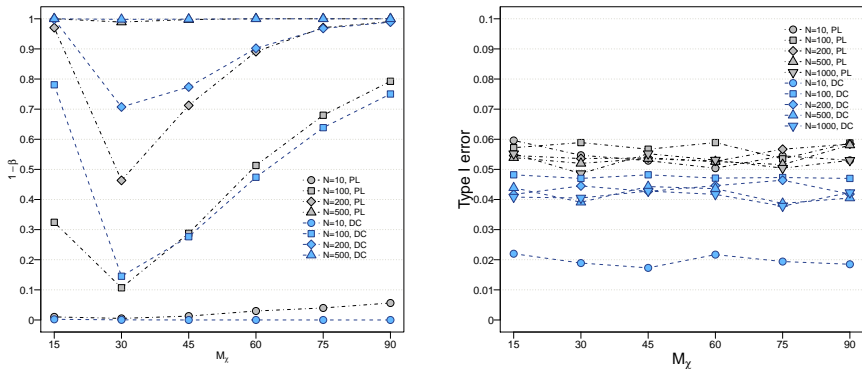 1
0.9
0.8
0.7
0.6
0.5
0.4
0.3
0.2
0.1
0
1 − β
15 30 45 60 75 90
Mχ
N=10, PL
N=100, PL
N=200, PL
N=500, PL
N=10, DC
N=100, DC
N=200, DC
N=500, DC
0.1
0.09
0.08
0.07
0.06
0.05
0.04
0.03
0.02
0.01
0
Type I error
15 30 45 60 75 90
Mχ
N=10, PL
N=100, PL
N=200, PL
N=500, PL
N=1000, PL
N=10, DC
N=100, DC
N=200, DC
N=500, DC
N=1000, DC